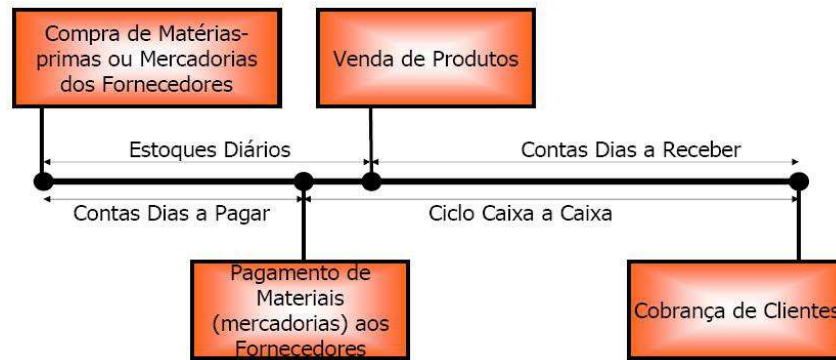 Compra de Matérias-
primas ou Mercadorias
dos Fornecedores
Venda de Produtos
Estoques Diários
Contas Dias a Receber
Contas Dias a Pagar
Ciclo Caixa a Caixa
Pagamento de
Materiais
(mercadorias) aos
Fornecedores
Cobrança de Clientes